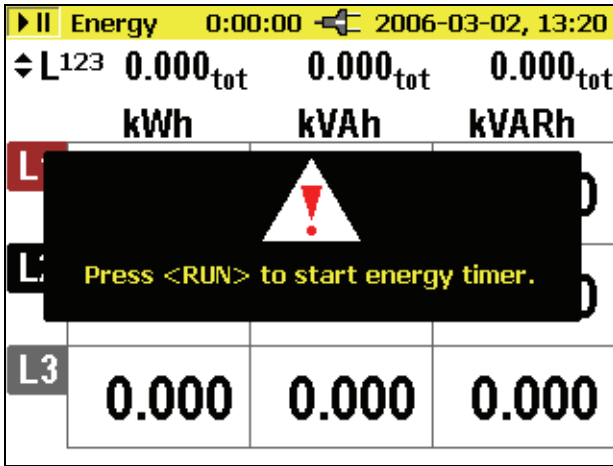 Energy 0:00:00 2006-03-02, 13:20
L123 0.000tot 0.000tot 0.000tot
kWh kVAh kVARh
Press <RUN> to start energy timer.
L3 0.000 0.000 0.000